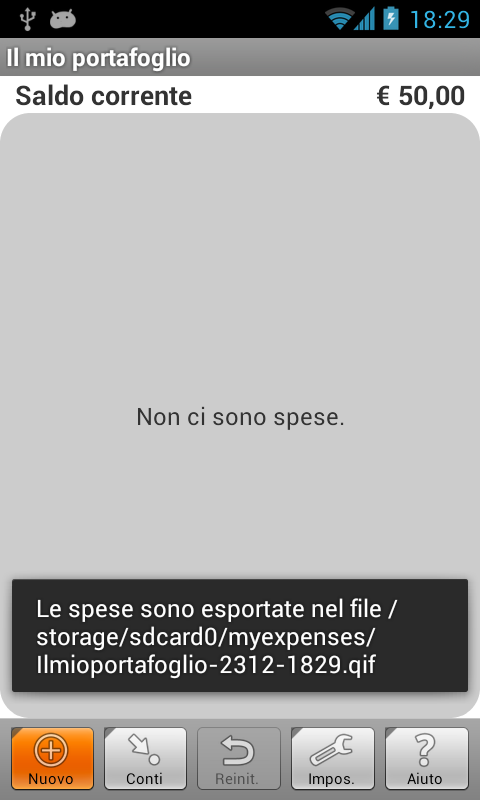 18:29
Il mio portafoglio
Saldo corrente € 50,00
Non ci sono spese.
Le spese sono esportate nel file /
storage/sdcard0/myexpenses/
Ilmioportafoglio-2312-1829.qif
Nuovo Conti Reinit. Impos. Aiuto